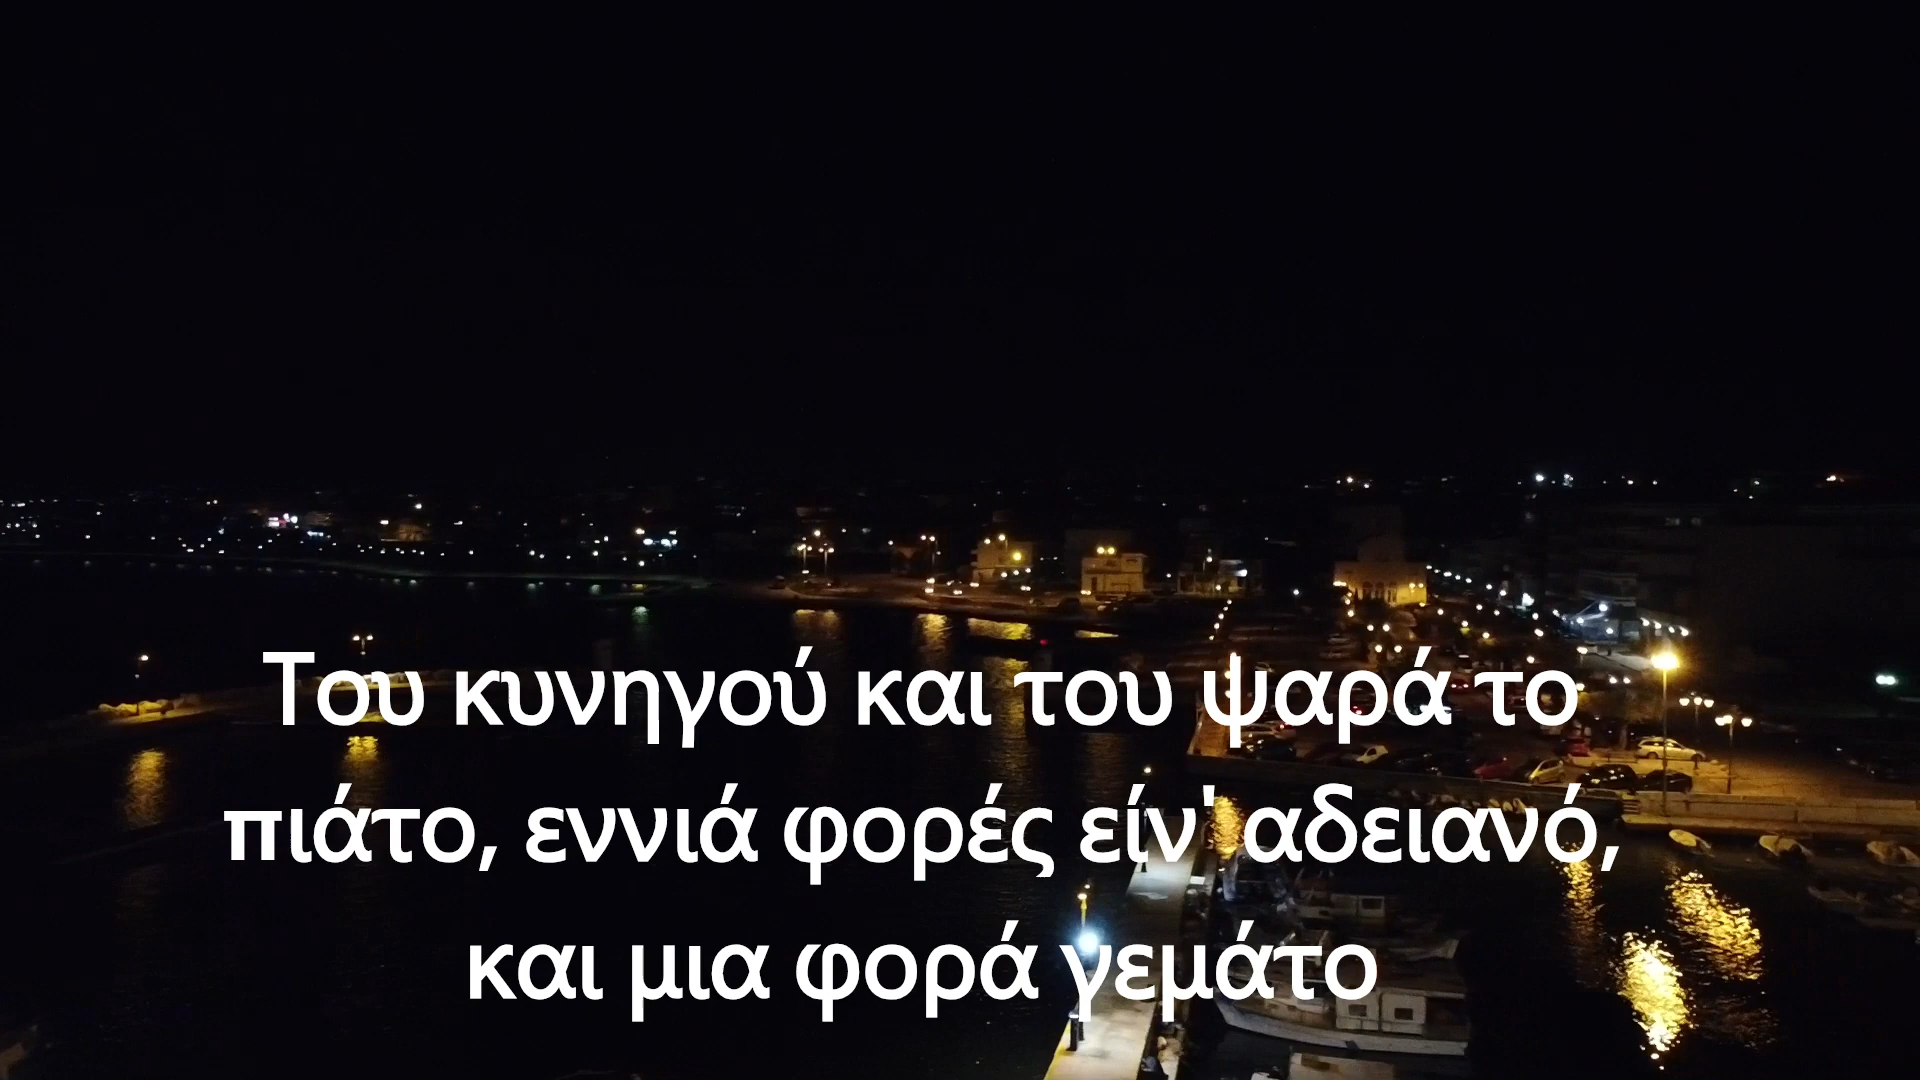 Του κυνηγού και του ψαρά το
πιάτο, εννιά φορές είν' αδειανό,
και μια φορά γεμάτο